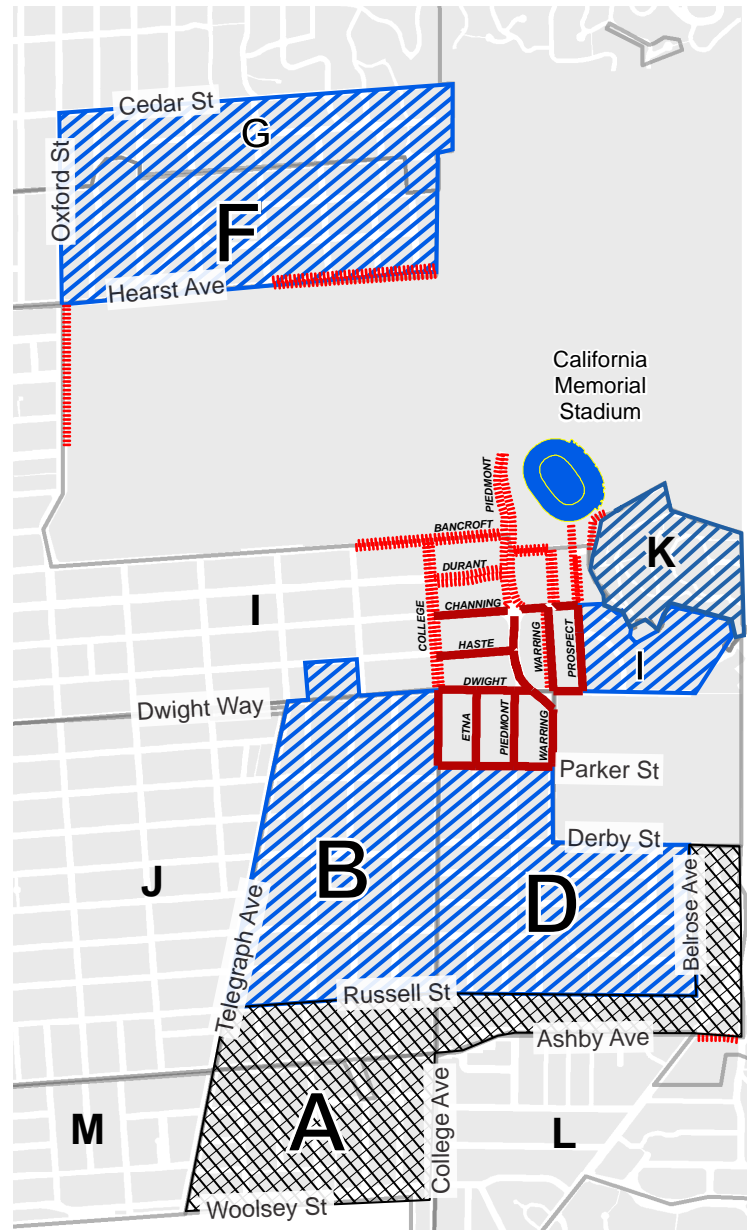 Cedar St
G
Oxford St
F
Hearst Ave
California
Memorial
Stadium
PIEDMONT
BANCROFT
K
DURANT
I
CHANNING
COLLEGE
HASTE
WARRING
PROSPECT
I
DWIGHT
Dwight Way
ETNA
PIEDMONT
WARRING
Parker St
Derby St
B
J
D
Belrose Ave
Telegraph Ave
Russell St
Ashby Ave
A
College Ave
M
L
Woolsey St